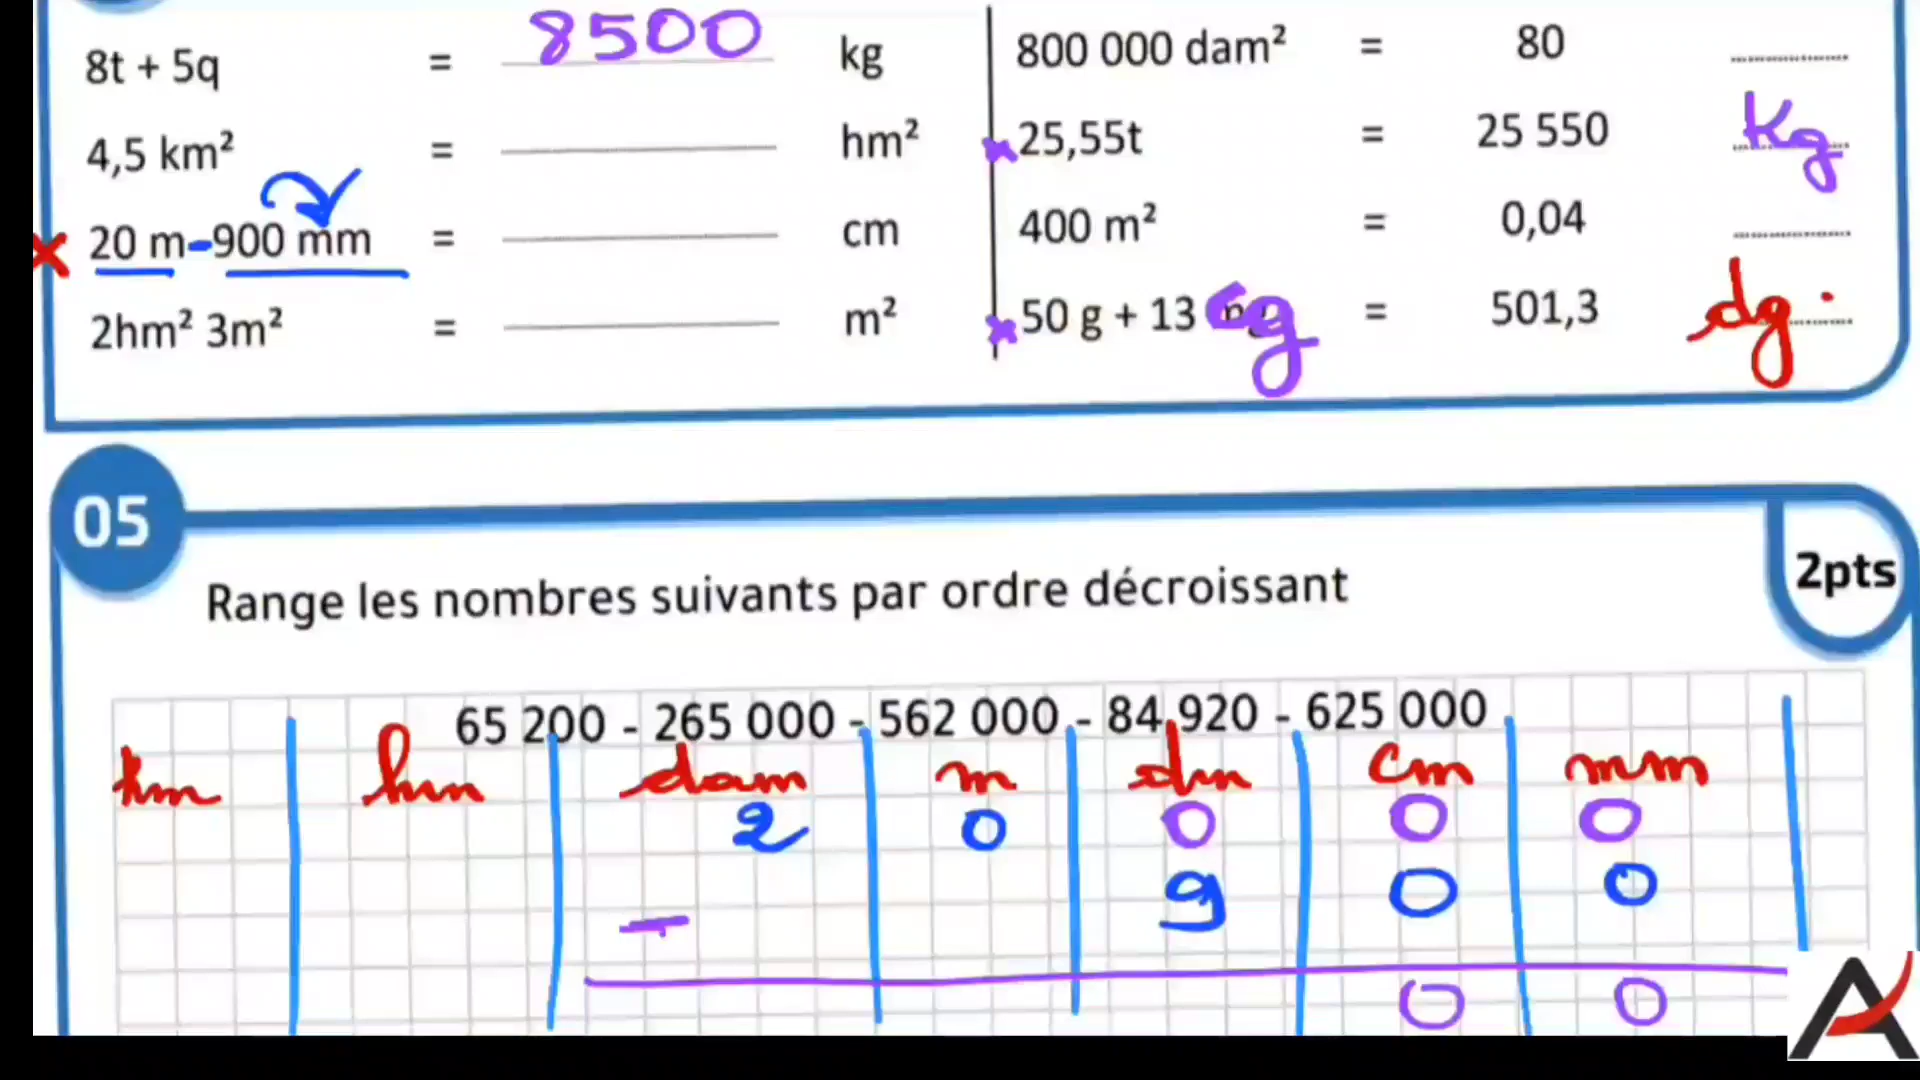 8t + 5q = 8500 kg
4,5 km² = hm²
20 m-900 mm = cm
2hm² 3m² = m²
800 000 dam² = 80
25,55t = 25 550 kg
400 m² = 0,04
50 g + 13 cg = 501,3 dg
05
2pts
Range les nombres suivants par ordre décroissant
65 200 - 265 000 - 562 000 - 84 920 - 625 000
km hm dam m dm cm mm
2 0 0 0 0
- 9 0 0
0 0